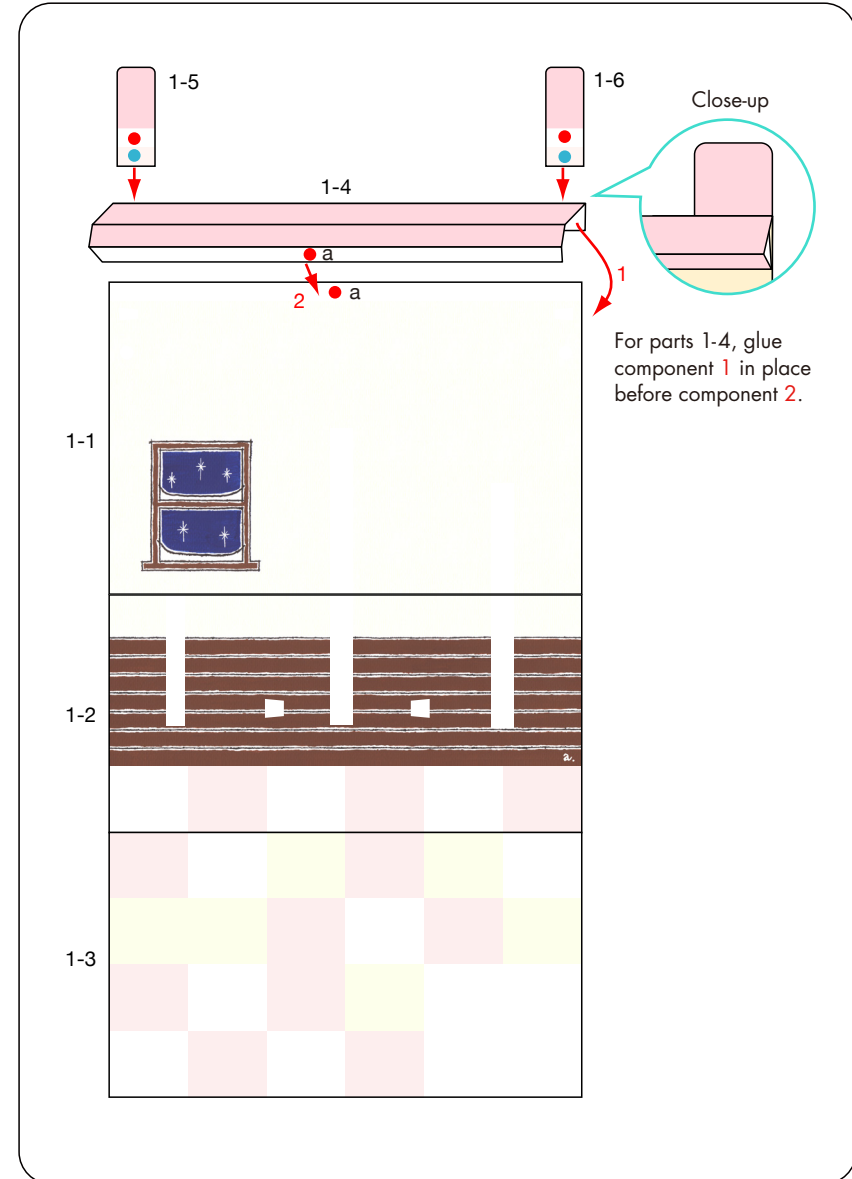 1-5
1-6
Close-up
1-4
a
2
a
1
For parts 1-4, glue
component 1 in place
before component 2.
1-1
1-2
a.
1-3